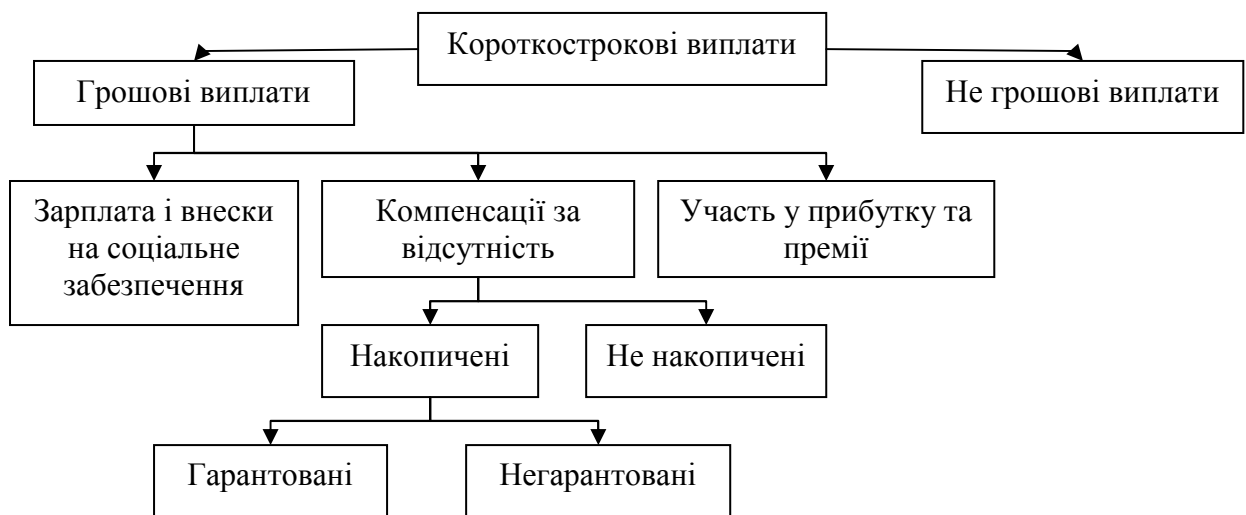 Короткострокові виплати
Грошові виплати
Не грошові виплати
Зарплата і внески
на соціальне
забезпечення
Компенсації за
відсутність
Участь у прибутку та
премії
Накопичені
Не накопичені
Гарантовані
Негарантовані